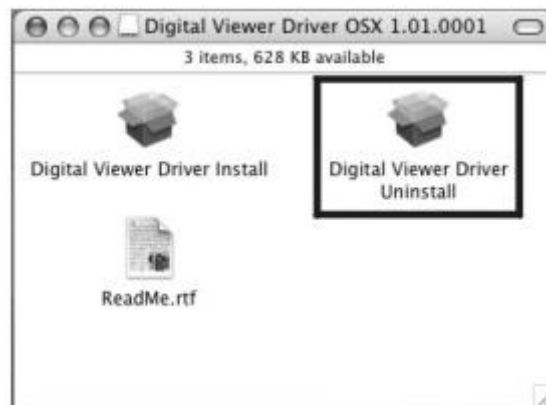 Digital Viewer Driver OSX 1.01.0001
3 items, 628 KB available
Digital Viewer Driver Install
Digital Viewer Driver
Uninstall
ReadMe.rtf